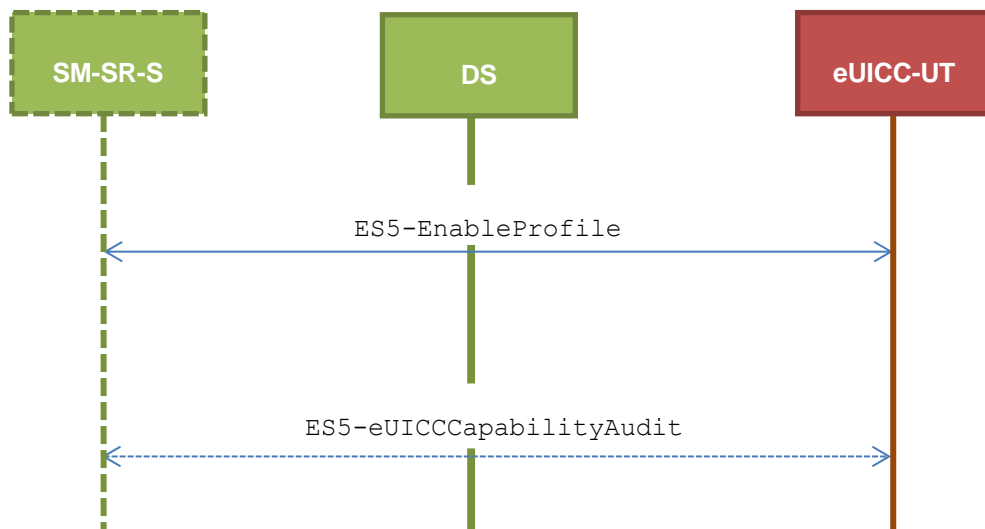 SM-SR-S
DS
eUICC-UT
ES5-EnableProfile
ES5-eUICCCapabilityAudit